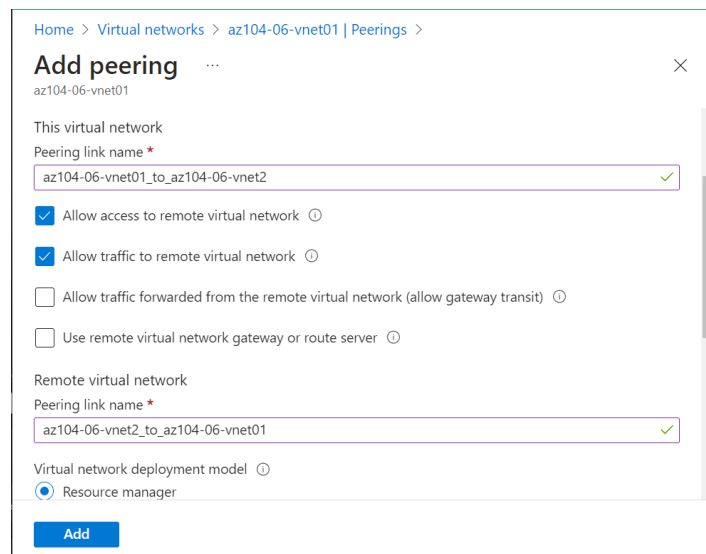 Home > Virtual networks > az104-06-vnet01 | Peerings >
Add peering ...
az104-06-vnet01
This virtual network
Peering link name *
az104-06-vnet01_to_az104-06-vnet2
Allow access to remote virtual network
Allow traffic to remote virtual network
Allow traffic forwarded from the remote virtual network (allow gateway transit)
Use remote virtual network gateway or route server
Remote virtual network
Peering link name *
az104-06-vnet2_to_az104-06-vnet01
Virtual network deployment model
Resource manager
Add